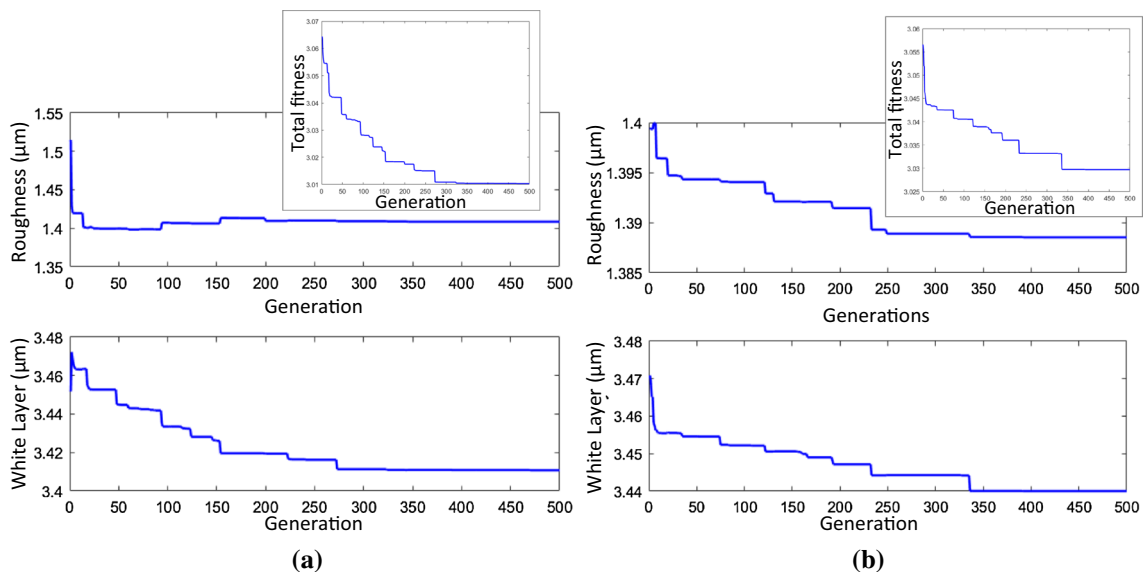 3.07
3.06
3.05
3.04
3.03
3.02
3.01
0 50 100 150 200 250 300 350 400 450 500
Total fitness
Generation
1.55
1.5
1.45
1.4
1.35
0 50 100 150 200 250 300 350 400 450 500
Roughness (µm)
Generation
3.48
3.46
3.44
3.42
3.4
0 50 100 150 200 250 300 350 400 450 500
White Layer (µm)
Generation
(a)
3.06
3.055
3.05
3.045
3.04
3.035
3.03
3.025
0 50 100 150 200 250 300 350 400 450 500
Total fitness
Generation
1.4
1.395
1.39
1.385
0 50 100 150 200 250 300 350 400 450 500
Roughness (µm)
Generations
3.48
3.47
3.46
3.45
3.44
0 50 100 150 200 250 300 350 400 450 500
White Layer (µm)
Generation
(b)